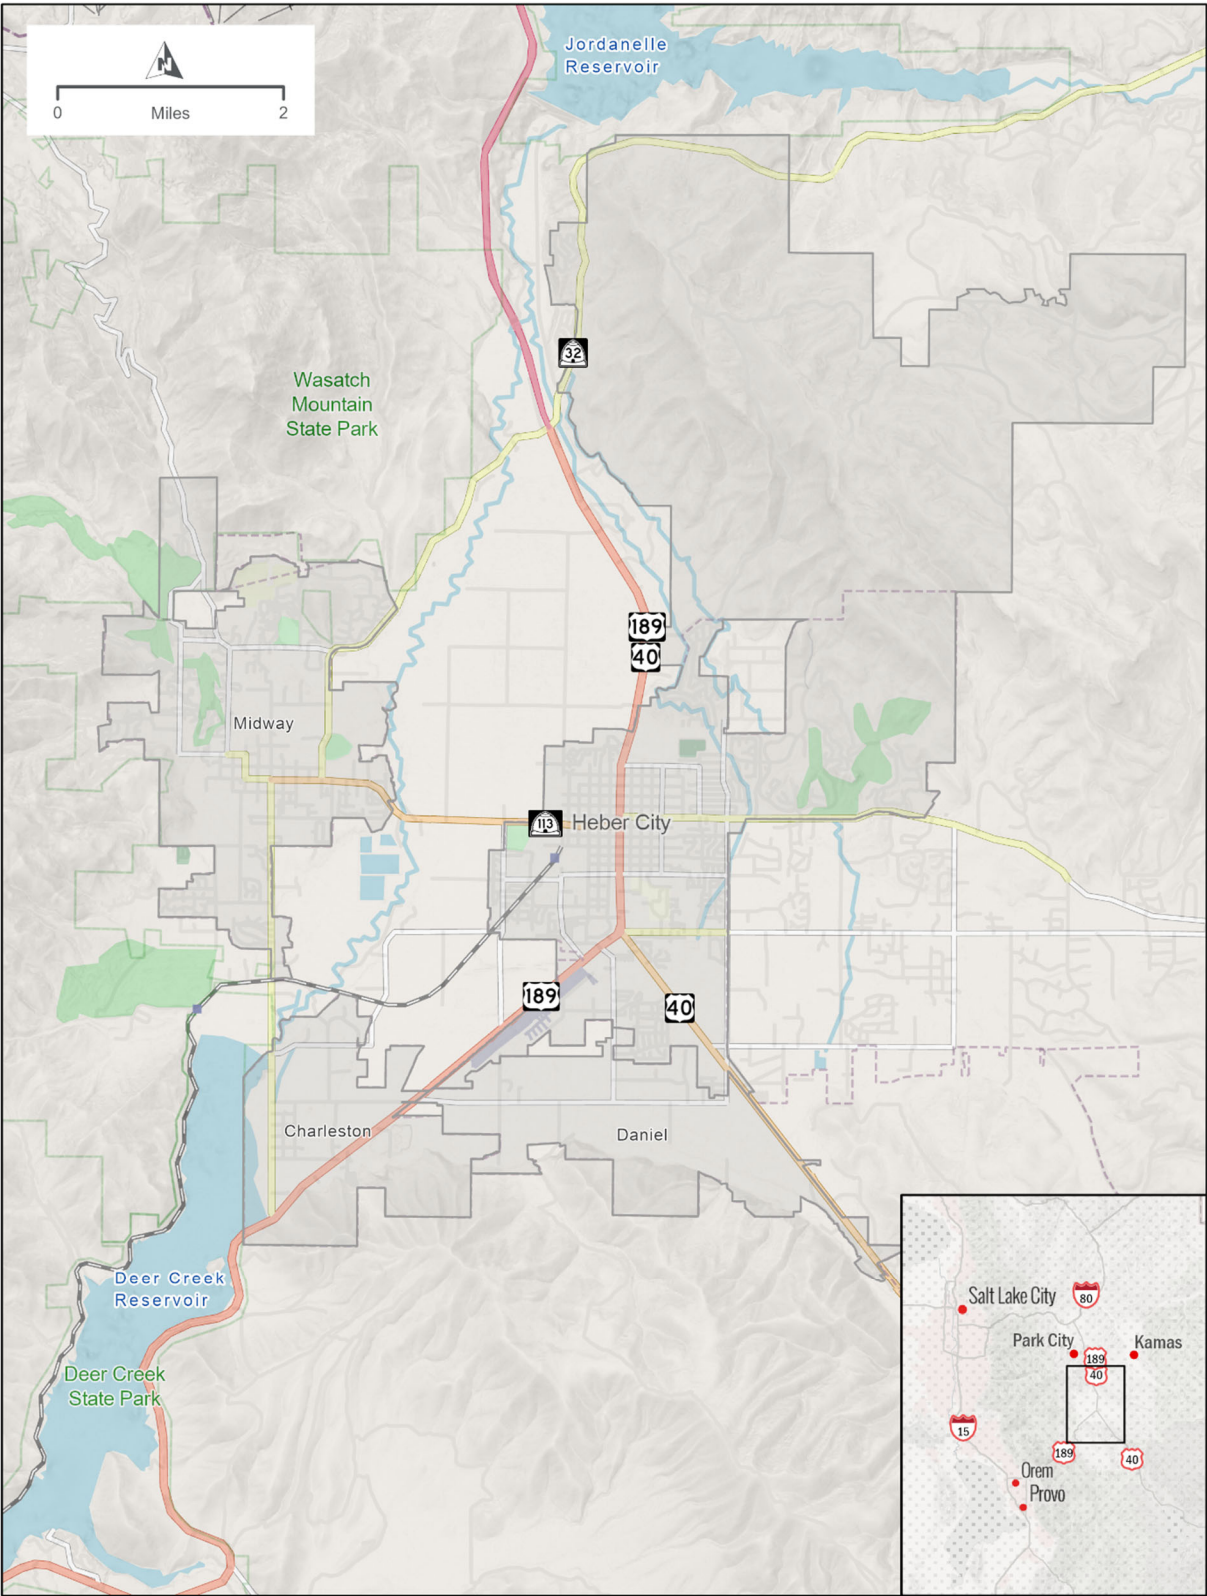 Jordanelle
Reservoir
N
0
Miles
2
32
Wasatch
Mountain
State Park
189
40
Midway
113
Heber City
189
40
Charleston
Daniel
Deer Creek
Reservoir
Deer Creek
State Park
Salt Lake City
80
Park City
Kamas
189
40
15
189
40
Orem
Provo